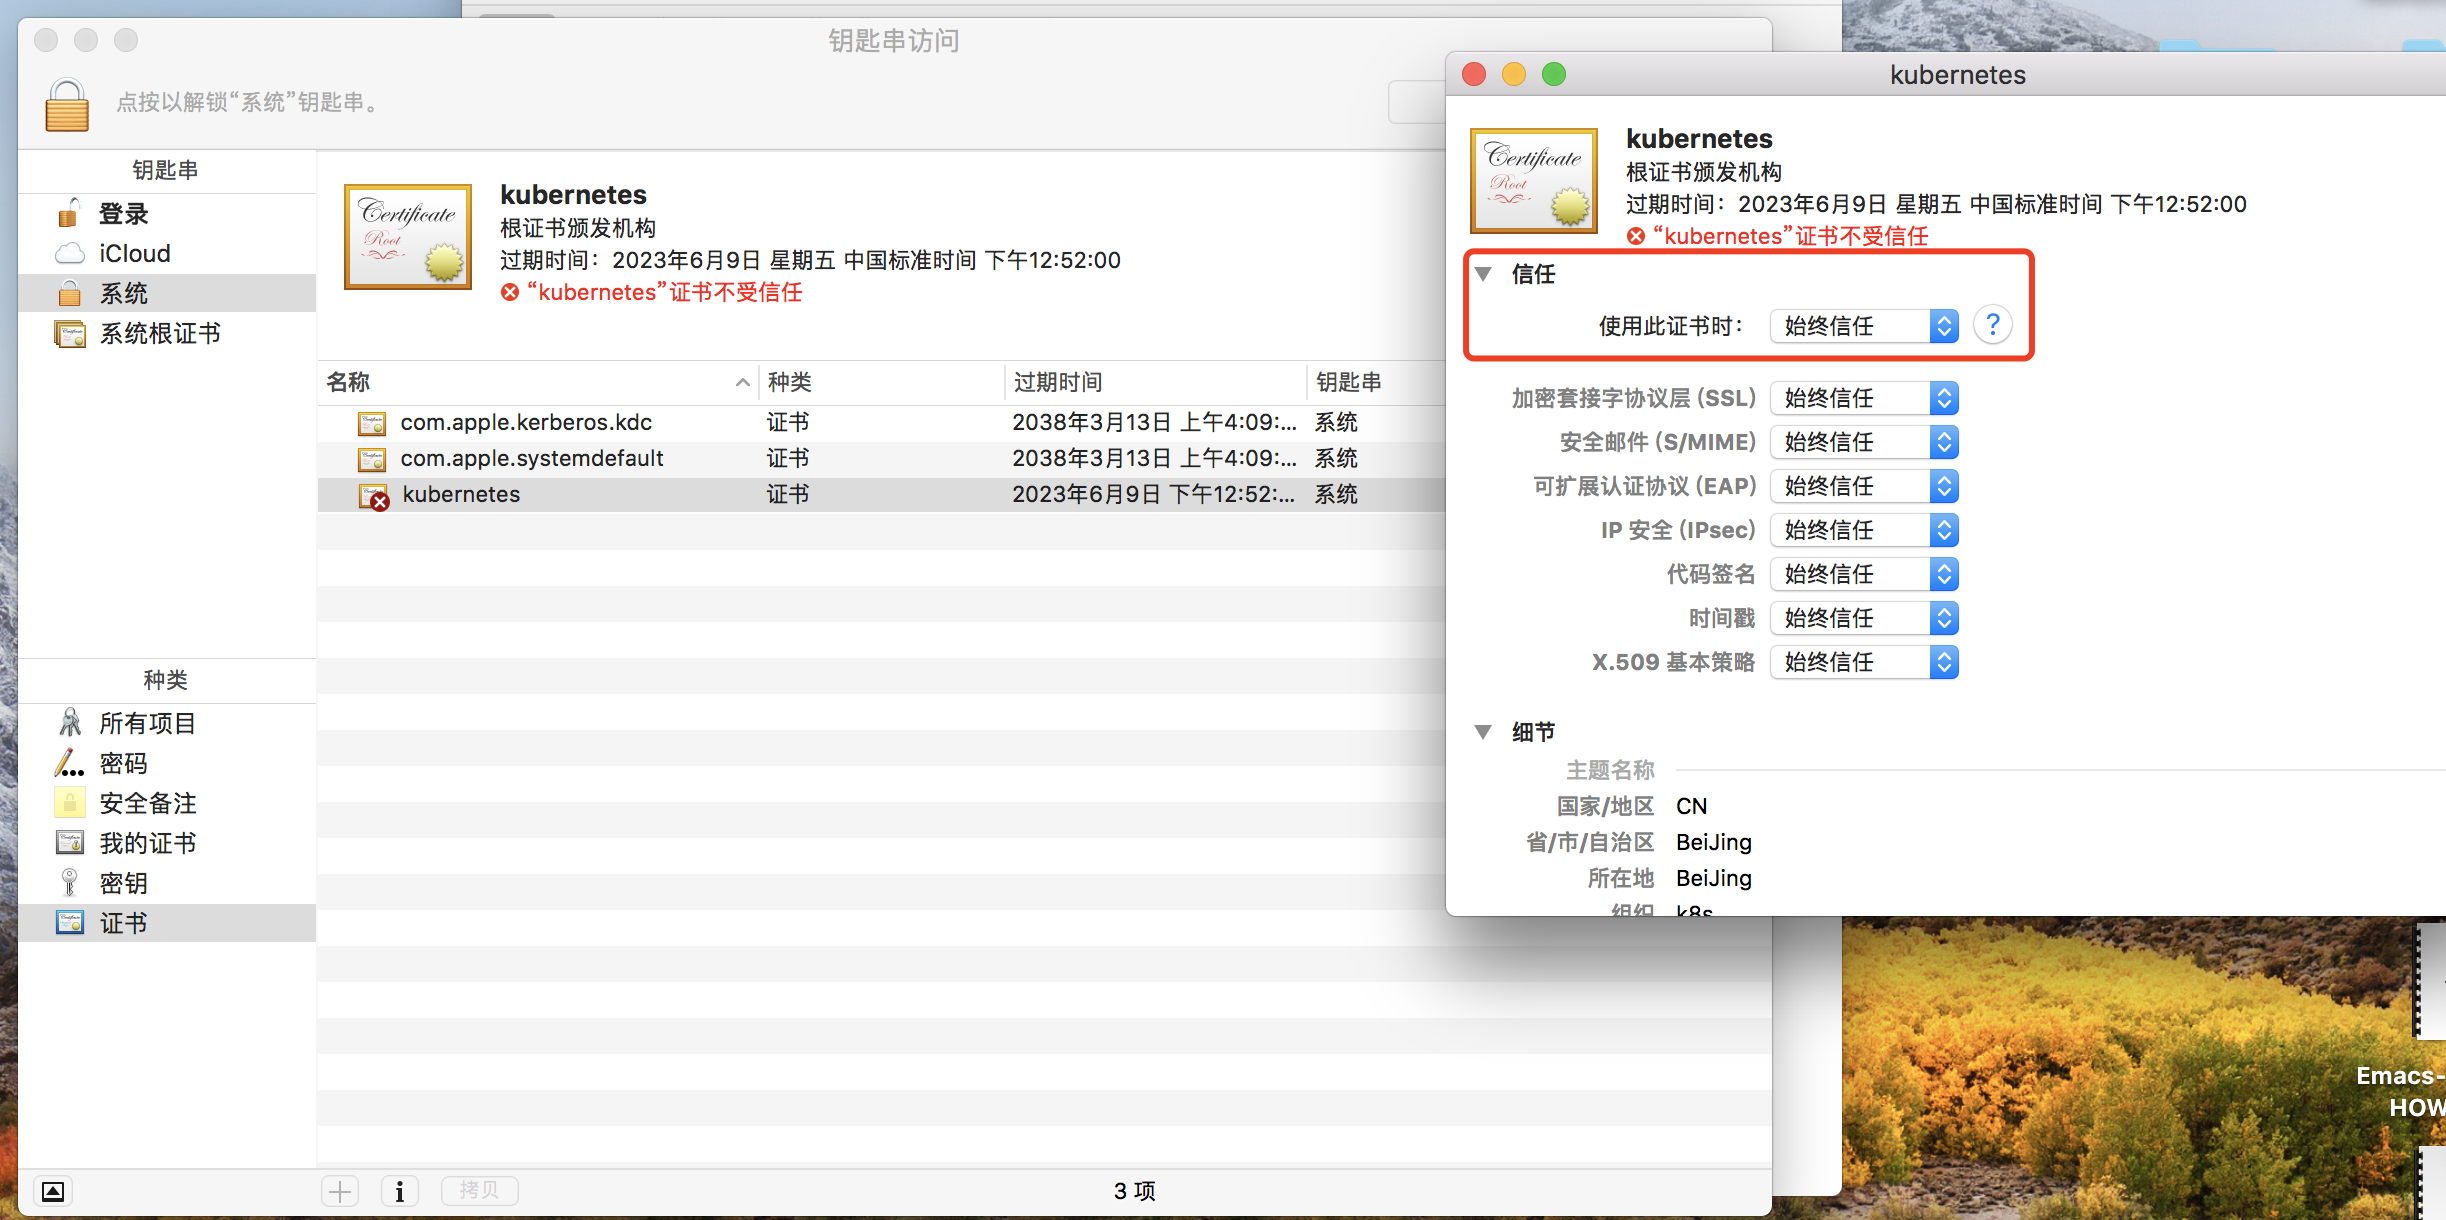 钥匙串访问
点按以解锁“系统”钥匙串。
钥匙串
登录
iCloud
系统
系统根证书
种类
所有项目
密码
安全备注
我的证书
密钥
证书
Certificate
Root
kubernetes
根证书颁发机构
过期时间：2023年6月9日 星期五 中国标准时间 下午12:52:00
“kubernetes”证书不受信任
名称 种类 过期时间 钥匙串
com.apple.kerberos.kdc 证书 2038年3月13日 上午4:09:... 系统
com.apple.systemdefault 证书 2038年3月13日 上午4:09:... 系统
kubernetes 证书 2023年6月9日 下午12:52:... 系统
拷贝
3 项
kubernetes
Certificate
Root
kubernetes
根证书颁发机构
过期时间：2023年6月9日 星期五 中国标准时间 下午12:52:00
“kubernetes”证书不受信任
信任
使用此证书时： 始终信任 ?
加密套接字协议层 (SSL) 始终信任
安全邮件 (S/MIME) 始终信任
可扩展认证协议 (EAP) 始终信任
IP 安全 (IPsec) 始终信任
代码签名 始终信任
时间戳 始终信任
X.509 基本策略 始终信任
细节
主题名称
国家/地区 CN
省/市/自治区 BeiJing
所在地 BeiJing
组织 k8s
Emacs-
HOW